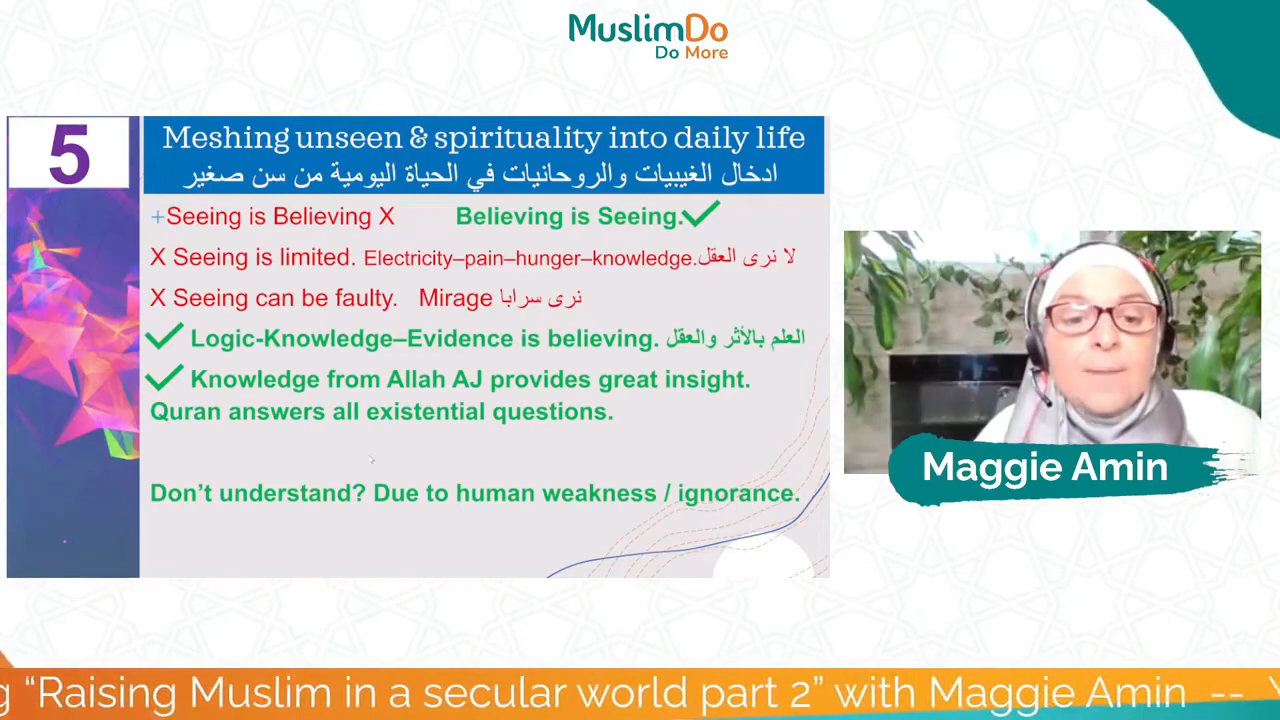 MuslimDo
Do More
5
Meshing unseen & spirituality into daily life
ادخال الغيبيات والروحانيات في الحياة اليومية من سن صغير
+Seeing is Believing X Believing is Seeing.
X Seeing is limited. Electricity–pain–hunger–knowledge.لا نرى العقل
X Seeing can be faulty. Mirage نرى سرابا
Logic-Knowledge–Evidence is believing. العلم بالأثر والعقل
Knowledge from Allah AJ provides great insight.
Quran answers all existential questions.
Don't understand? Due to human weakness / ignorance.
Maggie Amin
g “Raising Muslim in a secular world part 2” with Maggie Amin --